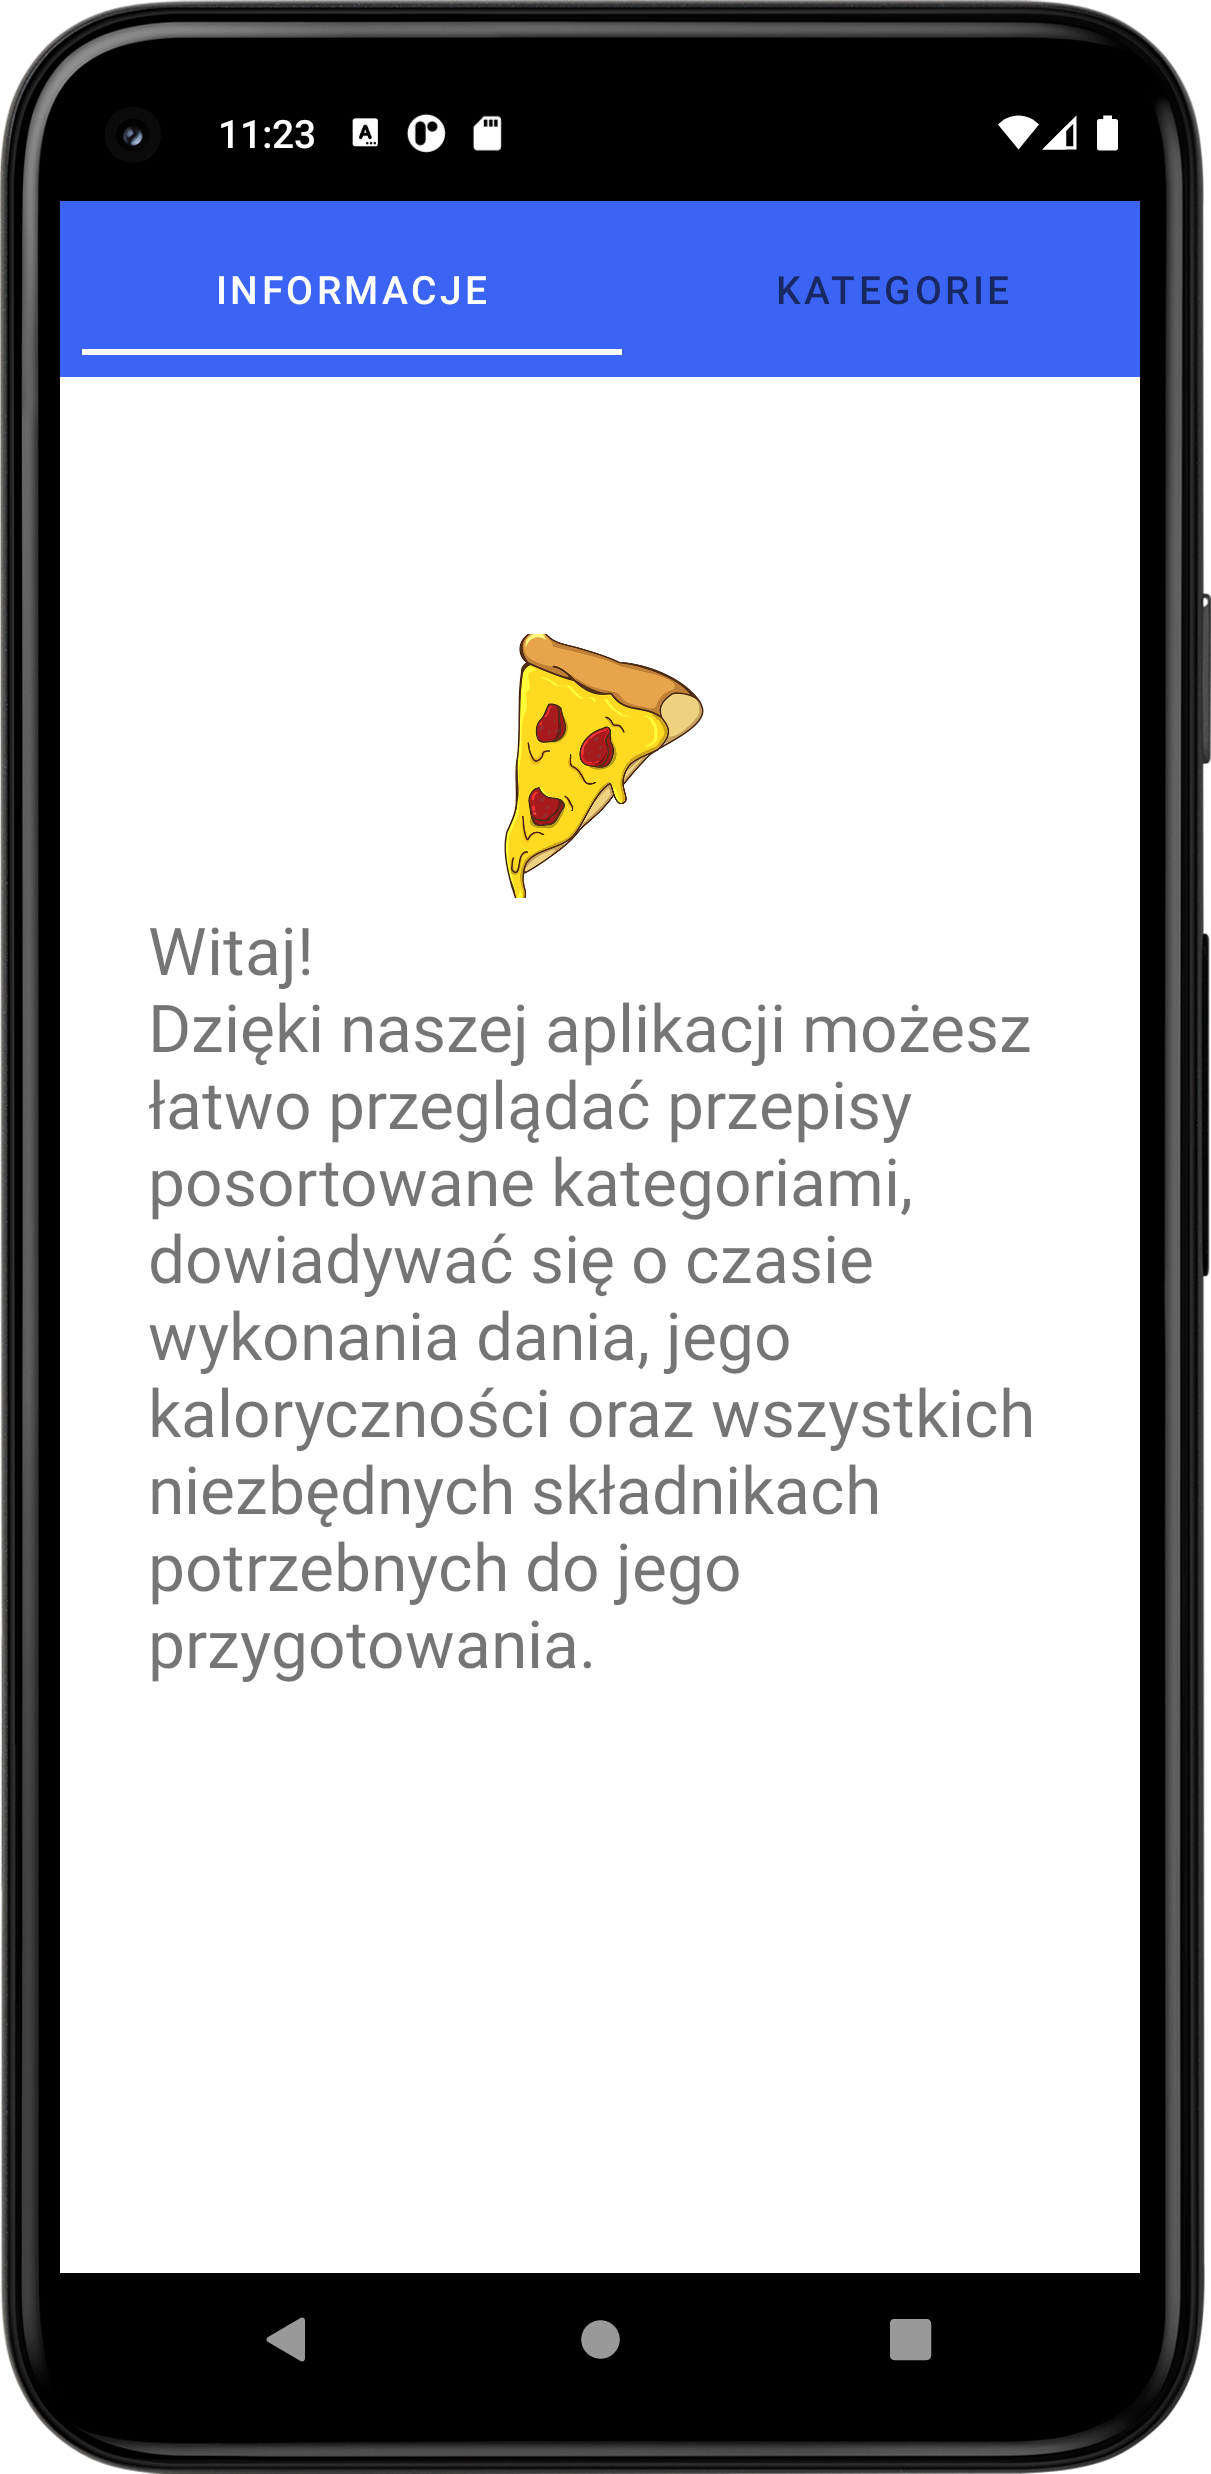 11:23
INFORMACJE
KATEGORIE
Witaj!
Dzięki naszej aplikacji możesz
łatwo przeglądać przepisy
posortowane kategoriami,
dowiadywać się o czasie
wykonania dania, jego
kaloryczności oraz wszystkich
niezbędnych składnikach
potrzebnych do jego
przygotowania.